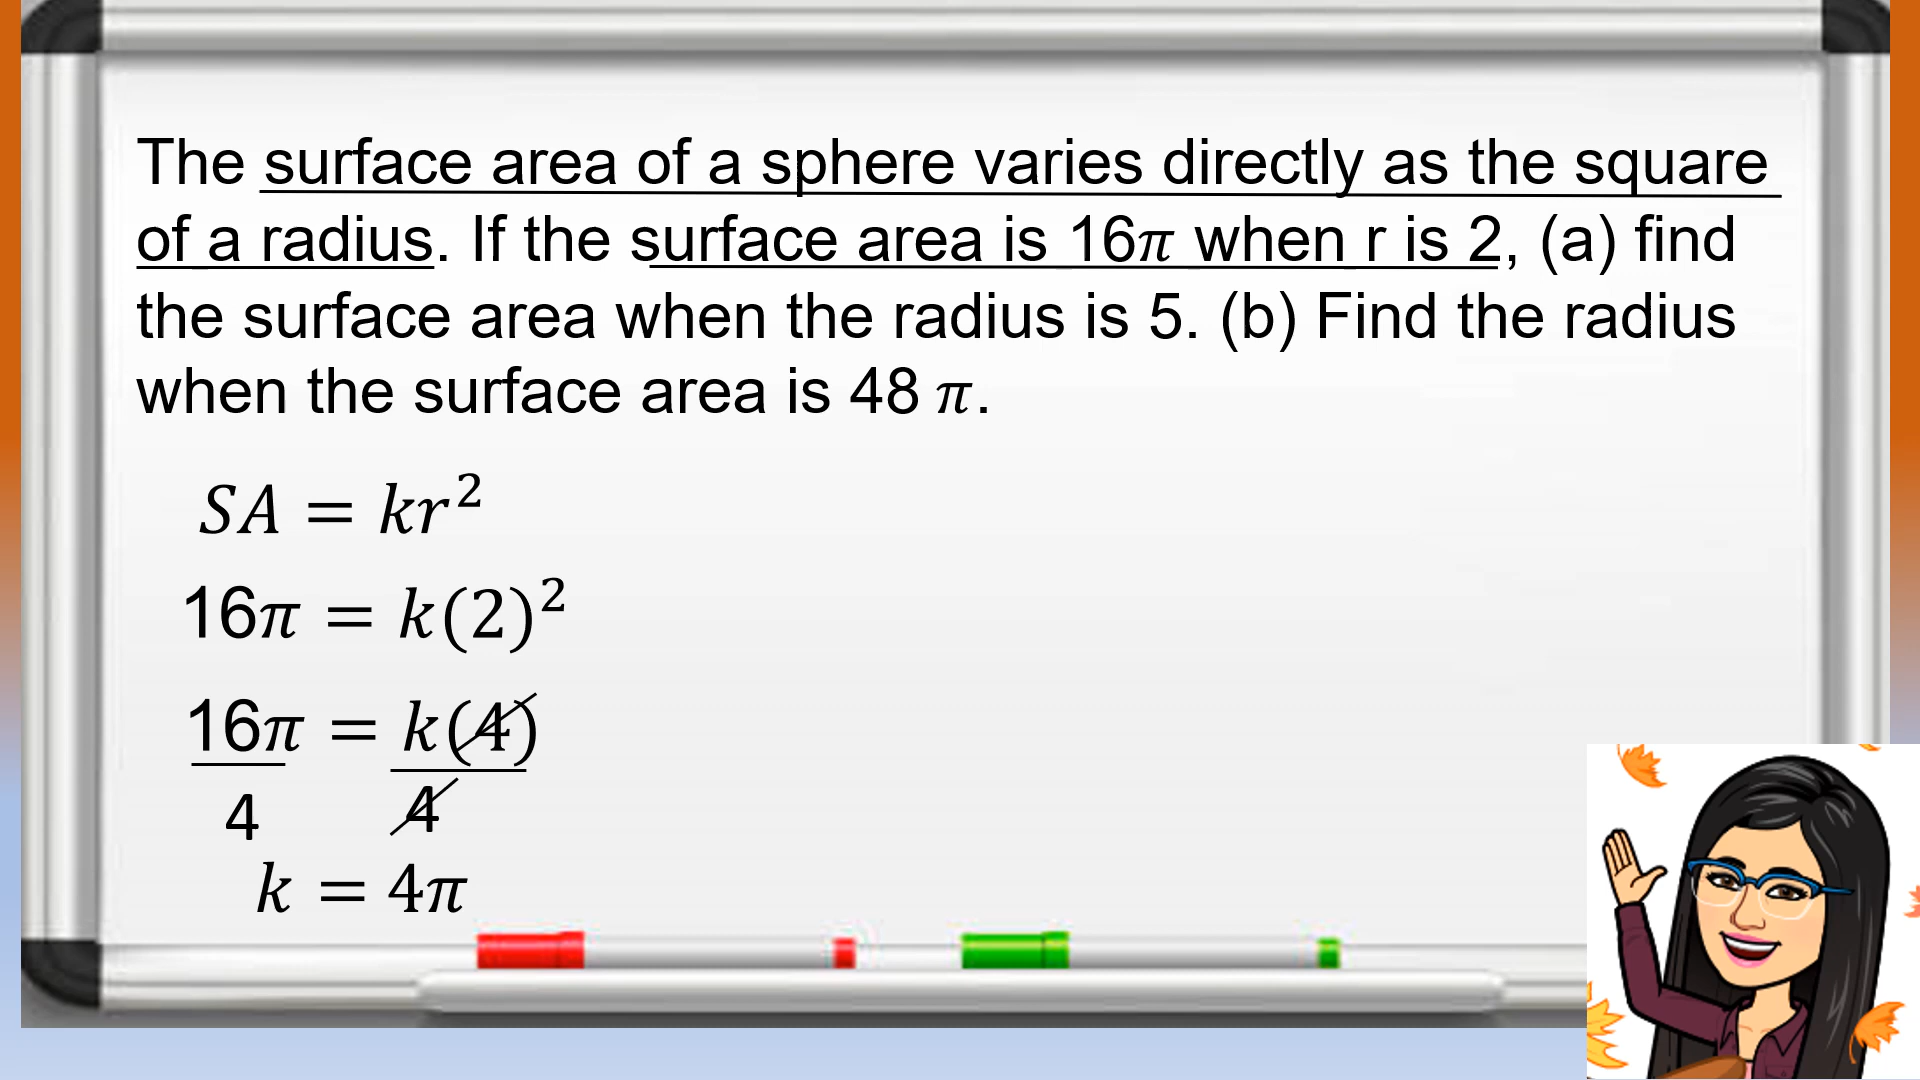 The surface area of a sphere varies directly as the square
of a radius. If the surface area is 16π when r is 2, (a) find
the surface area when the radius is 5. (b) Find the radius
when the surface area is 48 π.
SA = kr²
16π = k(2)²
16π = k(4)
4 4
k = 4π